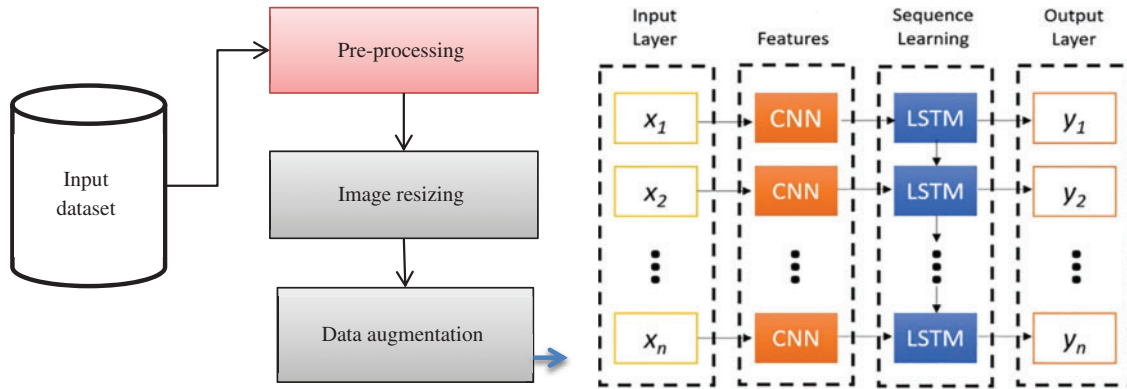 Input
dataset
Pre-processing
Image resizing
Data augmentation
Input
Layer
Features
Sequence
Learning
Output
Layer
x1 CNN LSTM y1
x2 CNN LSTM y2
xn CNN LSTM yn